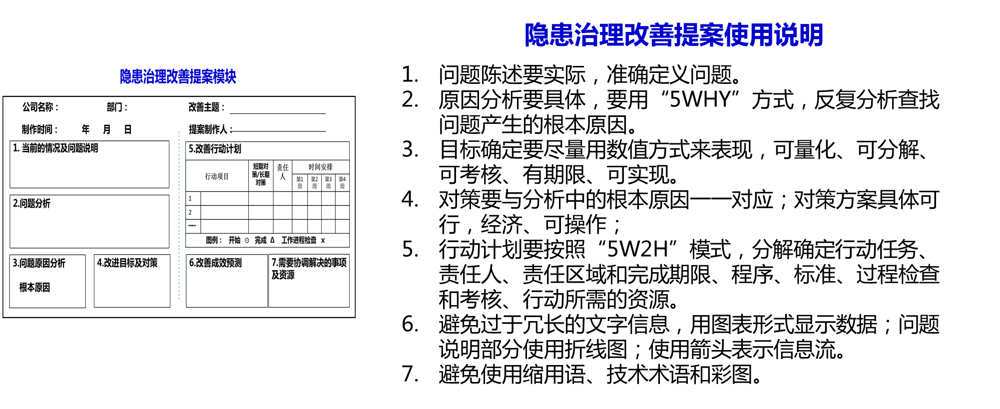 隐患治理改善提案模块
公司名称： 部门： 改善主题：
制作时间： 年 月 日 提案制作人：
1. 当前的情况及问题说明
2.问题分析
3.问题原因分析
根本原因
4.改进目标及对策
5.改善行动计划
行动项目 短期对策/长期对策 责任人 时间安排
第1周 第2周 第3周 第4周
1
2
……
图例： 开始 ⊙ 完成 Δ 工作进程检查 x
6.改善成效预测
7.需要协调解决的事项
及资源
隐患治理改善提案使用说明
1. 问题陈述要实际，准确定义问题。
2. 原因分析要具体，要用“5WHY”方式，反复分析查找
问题产生的根本原因。
3. 目标确定要尽量用数值方式来表现，可量化、可分解、
可考核、有期限、可实现。
4. 对策要与分析中的根本原因一一对应；对策方案具体可
行，经济、可操作；
5. 行动计划要按照“5W2H”模式，分解确定行动任务、
责任人、责任区域和完成期限、程序、标准、过程检查
和考核、行动所需的资源。
6. 避免过于冗长的文字信息，用图表形式显示数据；问题
说明部分使用折线图；使用箭头表示信息流。
7. 避免使用缩用语、技术术语和彩图。